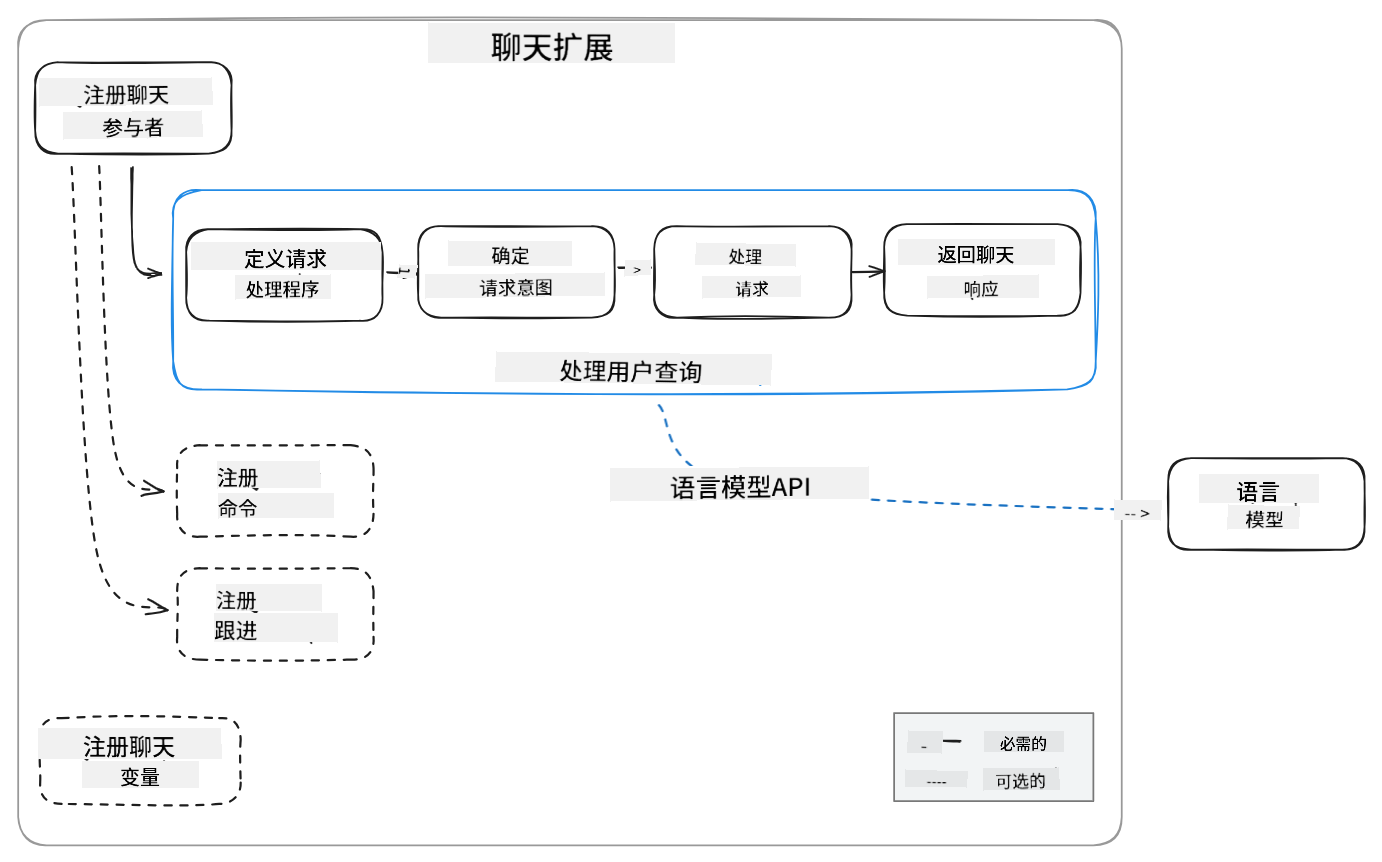 聊天扩展
注册聊天
参与者
定义请求
处理程序
确定
请求意图
处理
请求
返回聊天
响应
处理用户查询
注册
命令
语言模型API
语言
模型
注册
跟进
注册聊天
变量
必需的
可选的